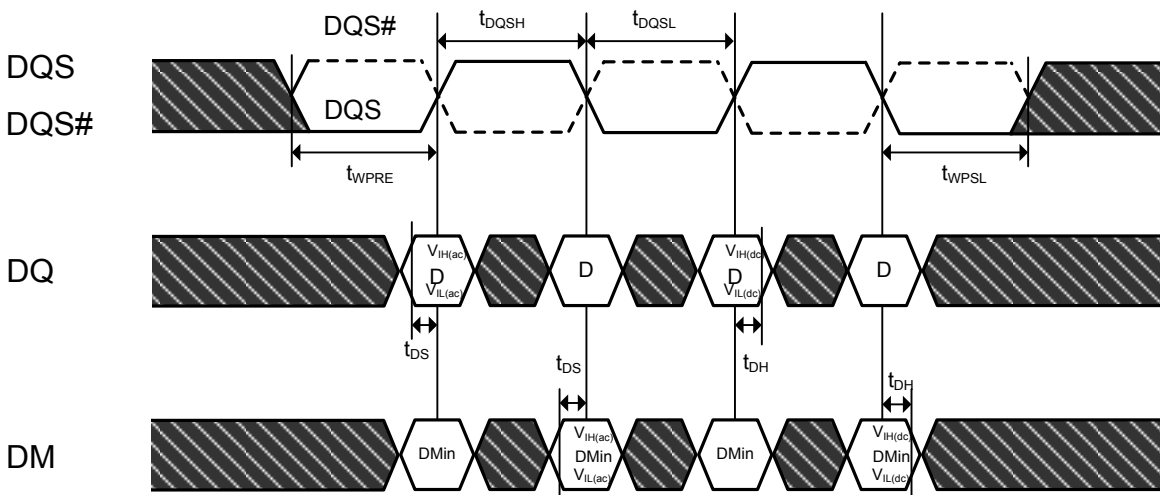 DQS#
tDQSH
tDQSL
DQS
DQS#
DQS
tWPRE
tWPSL
DQ
VIH(ac)
D
VIL(ac)
D
VIH(dc)
D
VIL(dc)
D
tDS
tDS
tDH
tDH
DM
DMin
VIH(ac)
DMin
VIL(ac)
DMin
VIH(dc)
DMin
VIL(dc)